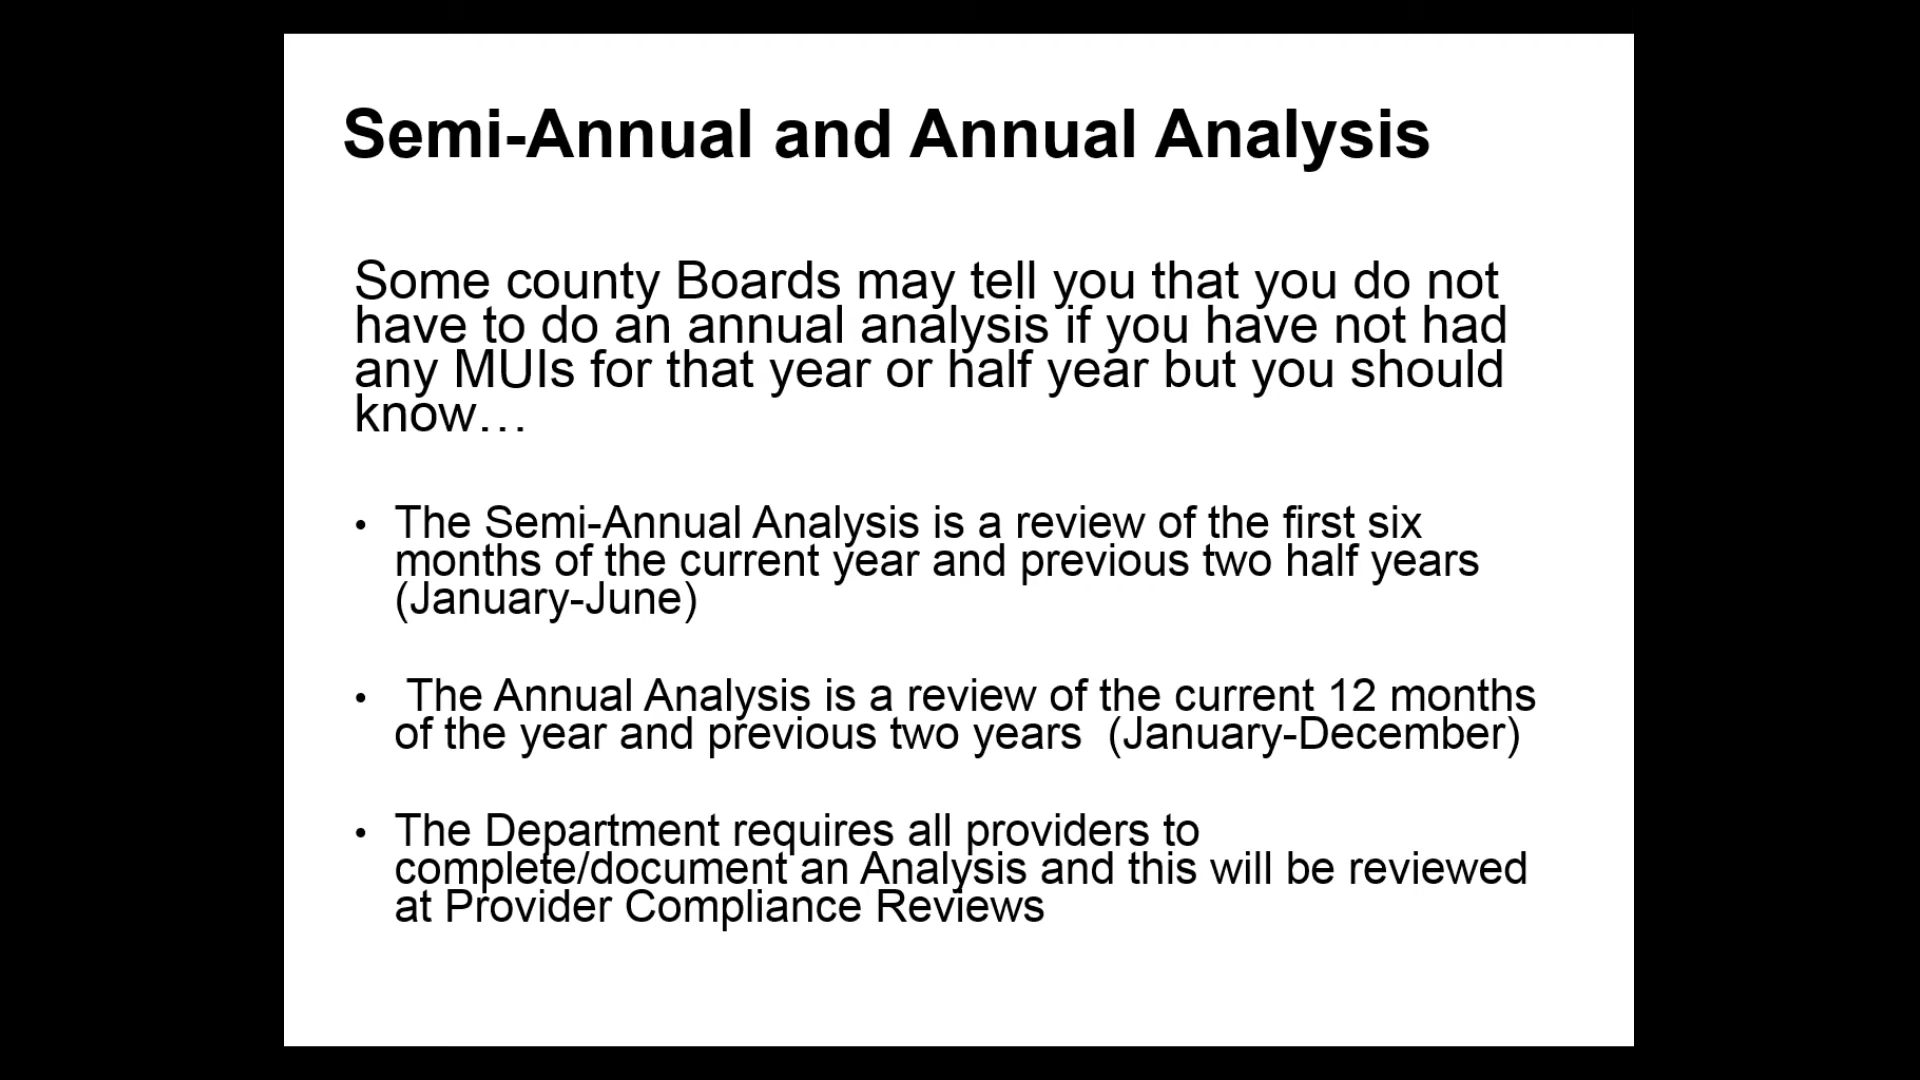 Semi-Annual and Annual Analysis
Some county Boards may tell you that you do not
have to do an annual analysis if you have not had
any MUIs for that year or half year but you should
know…
• The Semi-Annual Analysis is a review of the first six
months of the current year and previous two half years
(January-June)
• The Annual Analysis is a review of the current 12 months
of the year and previous two years (January-December)
• The Department requires all providers to
complete/document an Analysis and this will be reviewed
at Provider Compliance Reviews